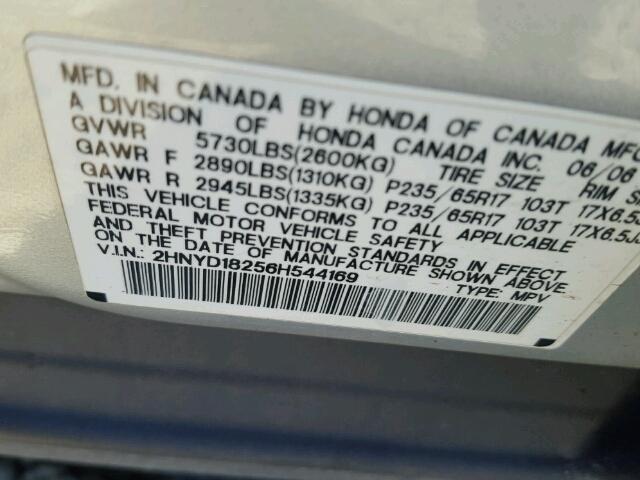 MFD. IN CANADA BY HONDA OF CANADA MFG
A DIVISION OF HONDA CANADA INC. 06/06
GVWR 5730LBS(2600KG) TIRE SIZE RIM
GAWR F 2890LBS(1310KG) P235/65R17 103T 17X6.5J
GAWR R 2945LBS(1335KG) P235/65R17 103T 17X6.5J
THIS VEHICLE CONFORMS TO ALL APPLICABLE
FEDERAL MOTOR VEHICLE SAFETY
AND THEFT PREVENTION STANDARDS IN EFFECT
ON THE DATE OF MANUFACTURE SHOWN ABOVE
V.I.N.: 2HNYD18256H544169 TYPE: MPV